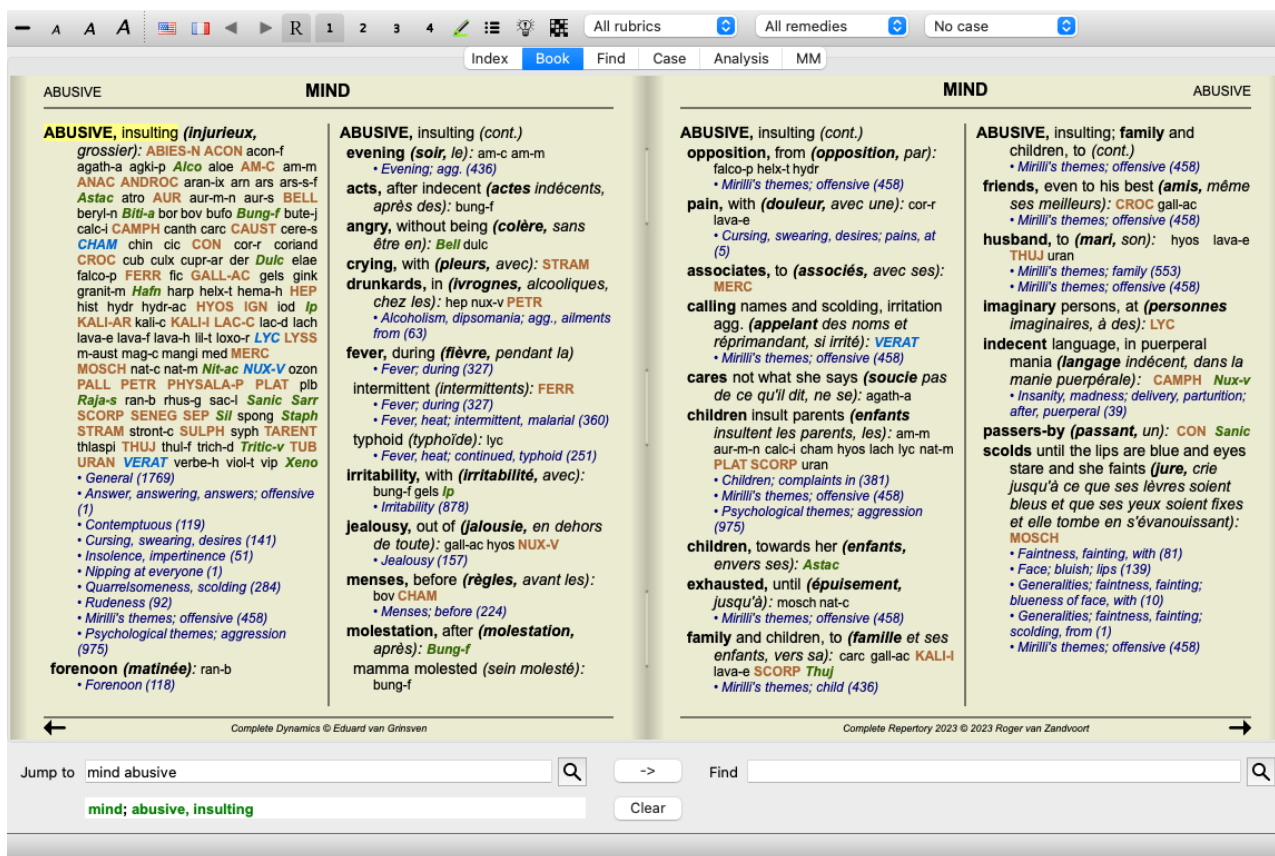 A A A R 1 2 3 4 All rubrics All remedies No case
Index Book Find Case Analysis MM
ABUSIVE MIND
ABUSIVE, insulting (injurieux,
grossier): ABIES-N ACON acon-f
agath-a agki-p Alco aloe AM-C am-m
ANAC ANDROC aran-ix arn ars ars-s-f
Astac atro AUR aur-m-n aur-s BELL
beryl-n Biti-a bor bov bufo Bung-f bute-j
calc-i CAMPH canth carc CAUST cere-s
CHAM chin cic CON cor-r coriand
CROC cub culx cupr-ar der Dulc elae
falco-p FERR fic GALL-AC gels gink
granit-m Hafn harp helx-t hema-h HEP
hist hydr hydr-ac HYOS IGN iod Ip
KALI-AR kali-c KALI-I LAC-C lac-d lach
lava-e lava-f lava-h lil-t loxo-r LYC LYSS
m-aust mag-c mangi med MERC
MOSCH nat-c nat-m Nit-ac NUX-V ozon
PALL PETR PHYSALA-P PLAT plb
Raja-s ran-b rhus-g sac-l Sanic Sarr
SCORP SENEG SEP Sil spong Staph
STRAM stront-c SULPH syph TARENT
thlaspi THUJ thul-f trich-d Tritic-v TUB
URAN VERAT verbe-h viol-t vip Xeno
• General (1769)
• Answer, answering, answers; offensive
(1)
• Contemptuous (119)
• Cursing, swearing, desires (141)
• Insolence, impertinence (51)
• Nipping at everyone (1)
• Quarrelsomeness, scolding (284)
• Rudeness (92)
• Mirilli's themes; offensive (458)
• Psychological themes; aggression
(975)
forenoon (matinée): ran-b
• Forenoon (118)
ABUSIVE, insulting (cont.)
evening (soir, le): am-c am-m
• Evening; agg. (436)
acts, after indecent (actes indécents,
après des): bung-f
angry, without being (colère, sans
être en): Bell dulc
crying, with (pleurs, avec): STRAM
drunkards, in (ivrognes, alcooliques,
chez les): hep nux-v PETR
• Alcoholism, dipsomania; agg., ailments
from (63)
fever, during (fièvre, pendant la)
• Fever; during (327)
intermittent (intermittents): FERR
• Fever; during (327)
• Fever, heat; intermittent, malarial (360)
typhoid (typhoïde): lyc
• Fever, heat; continued, typhoid (251)
irritability, with (irritabilité, avec):
bung-f gels Ip
• Irritability (878)
jealousy, out of (jalousie, en dehors
de toute): gall-ac hyos NUX-V
• Jealousy (157)
menses, before (règles, avant les):
bov CHAM
• Menses; before (224)
molestation, after (molestation,
après): Bung-f
mamma molested (sein molesté):
bung-f
Complete Dynamics © Eduard van Grinsven
MIND ABUSIVE
ABUSIVE, insulting (cont.)
opposition, from (opposition, par):
falco-p helx-t hydr
• Mirilli's themes; offensive (458)
pain, with (douleur, avec une): cor-r
lava-e
• Cursing, swearing, desires; pains, at
(5)
associates, to (associés, avec ses):
MERC
calling names and scolding, irritation
agg. (appelant des noms et
réprimandant, si irrité): VERAT
• Mirilli's themes; offensive (458)
cares not what she says (soucie pas
de ce qu'il dit, ne se): agath-a
children insult parents (enfants
insultent les parents, les): am-m
aur-m-n calc-i cham hyos lach lyc nat-m
PLAT SCORP uran
• Children; complaints in (381)
• Mirilli's themes; offensive (458)
• Psychological themes; aggression
(975)
children, towards her (enfants,
envers ses): Astac
exhausted, until (épuisement,
jusqu'à): mosch nat-c
• Mirilli's themes; offensive (458)
family and children, to (famille et ses
enfants, vers sa): carc gall-ac KALI-I
lava-e SCORP Thuj
• Mirilli's themes; child (436)
ABUSIVE, insulting; family and
children, to (cont.)
• Mirilli's themes; offensive (458)
friends, even to his best (amis, même
ses meilleurs): CROC gall-ac
• Mirilli's themes; offensive (458)
husband, to (mari, son): hyos lava-e
THUJ uran
• Mirilli's themes; family (553)
• Mirilli's themes; offensive (458)
imaginary persons, at (personnes
imaginaires, à des): LYC
indecent language, in puerperal
mania (langage indécent, dans la
manie puerpérale): CAMPH Nux-v
• Insanity, madness; delivery, parturition;
after, puerperal (39)
passers-by (passant, un): CON Sanic
scolds until the lips are blue and eyes
stare and she faints (jure, crie
jusqu'à ce que ses lèvres soient
bleus et que ses yeux soient fixes
et elle tombe en s'évanouissant):
MOSCH
• Faintness, fainting, with (81)
• Face; bluish; lips (139)
• Generalities; faintness, fainting;
blueness of face, with (10)
• Generalities; faintness, fainting;
scolding, from (1)
• Mirilli's themes; offensive (458)
Complete Repertory 2023 © 2023 Roger van Zandvoort
Jump to mind abusive -> Find
mind; abusive, insulting Clear